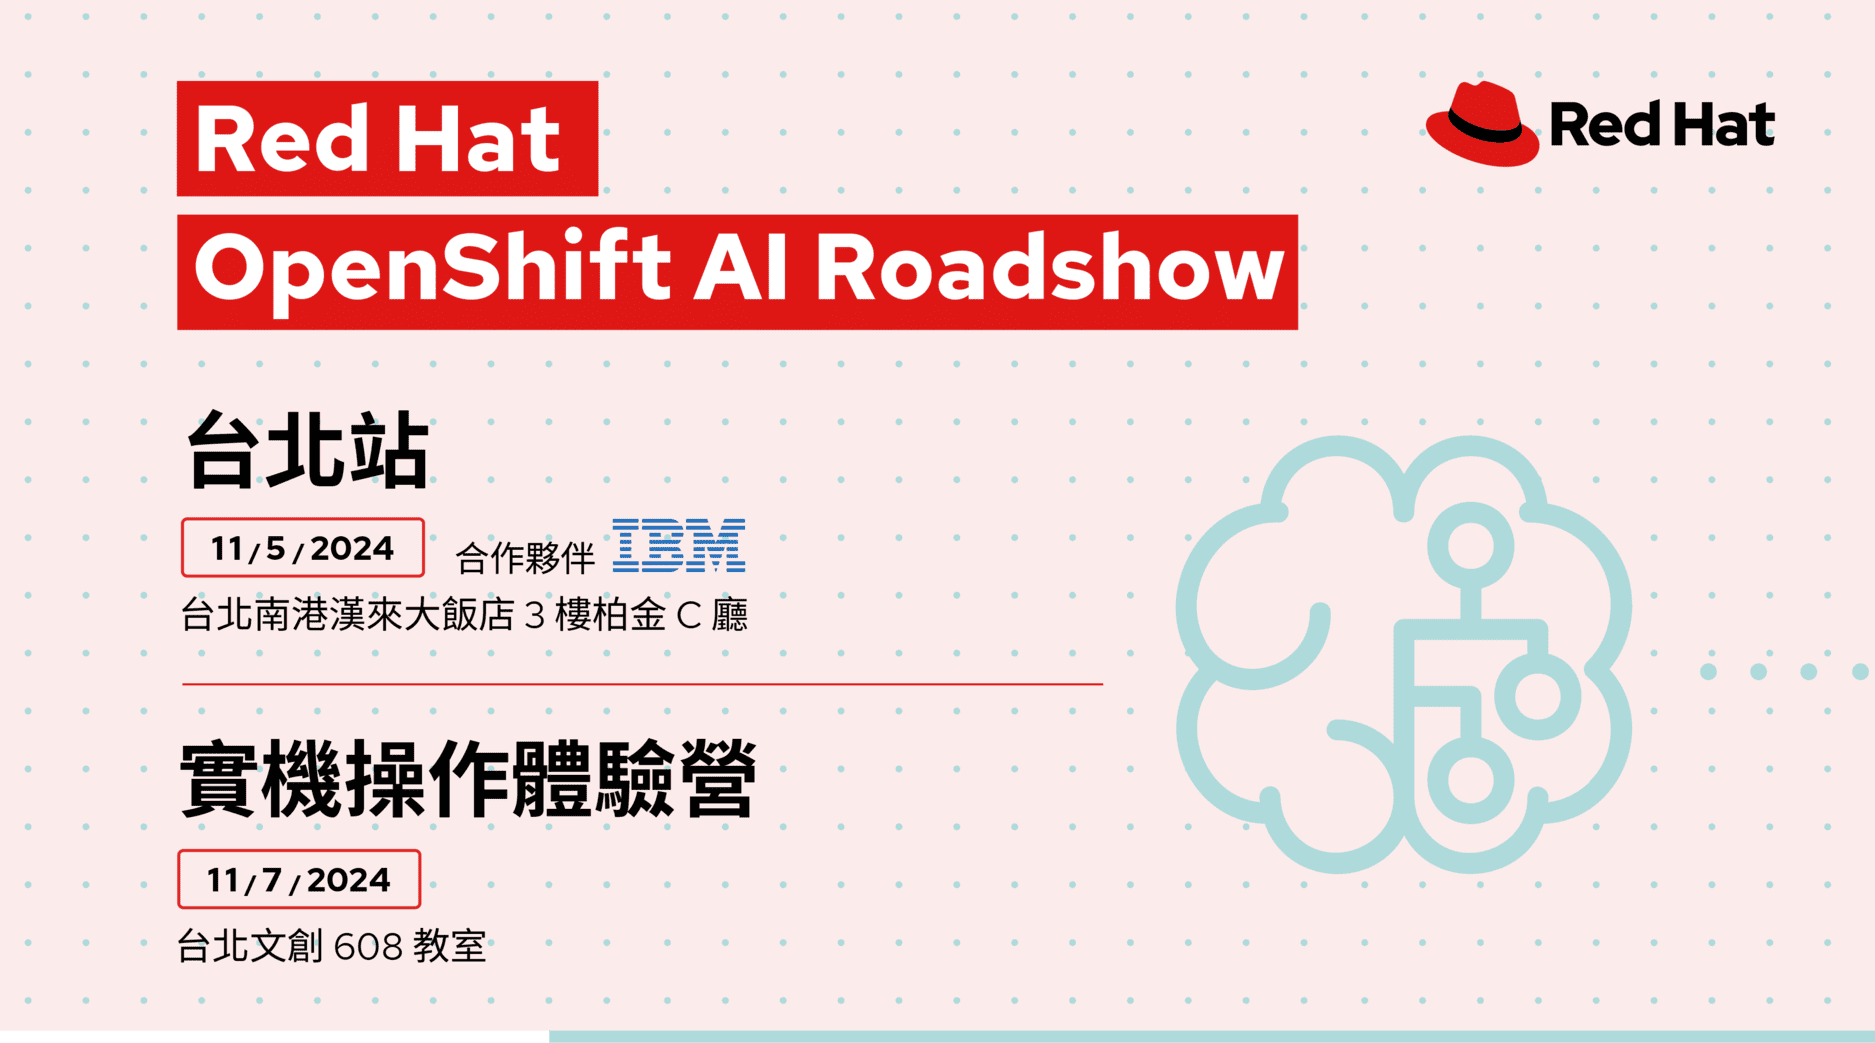 Red Hat
Red Hat
OpenShift AI Roadshow
台北站
11/5/2024 合作夥伴 IBM
台北南港漢來大飯店 3 樓柏金 C 廳
實機操作體驗營
11/7/2024
台北文創 608 教室